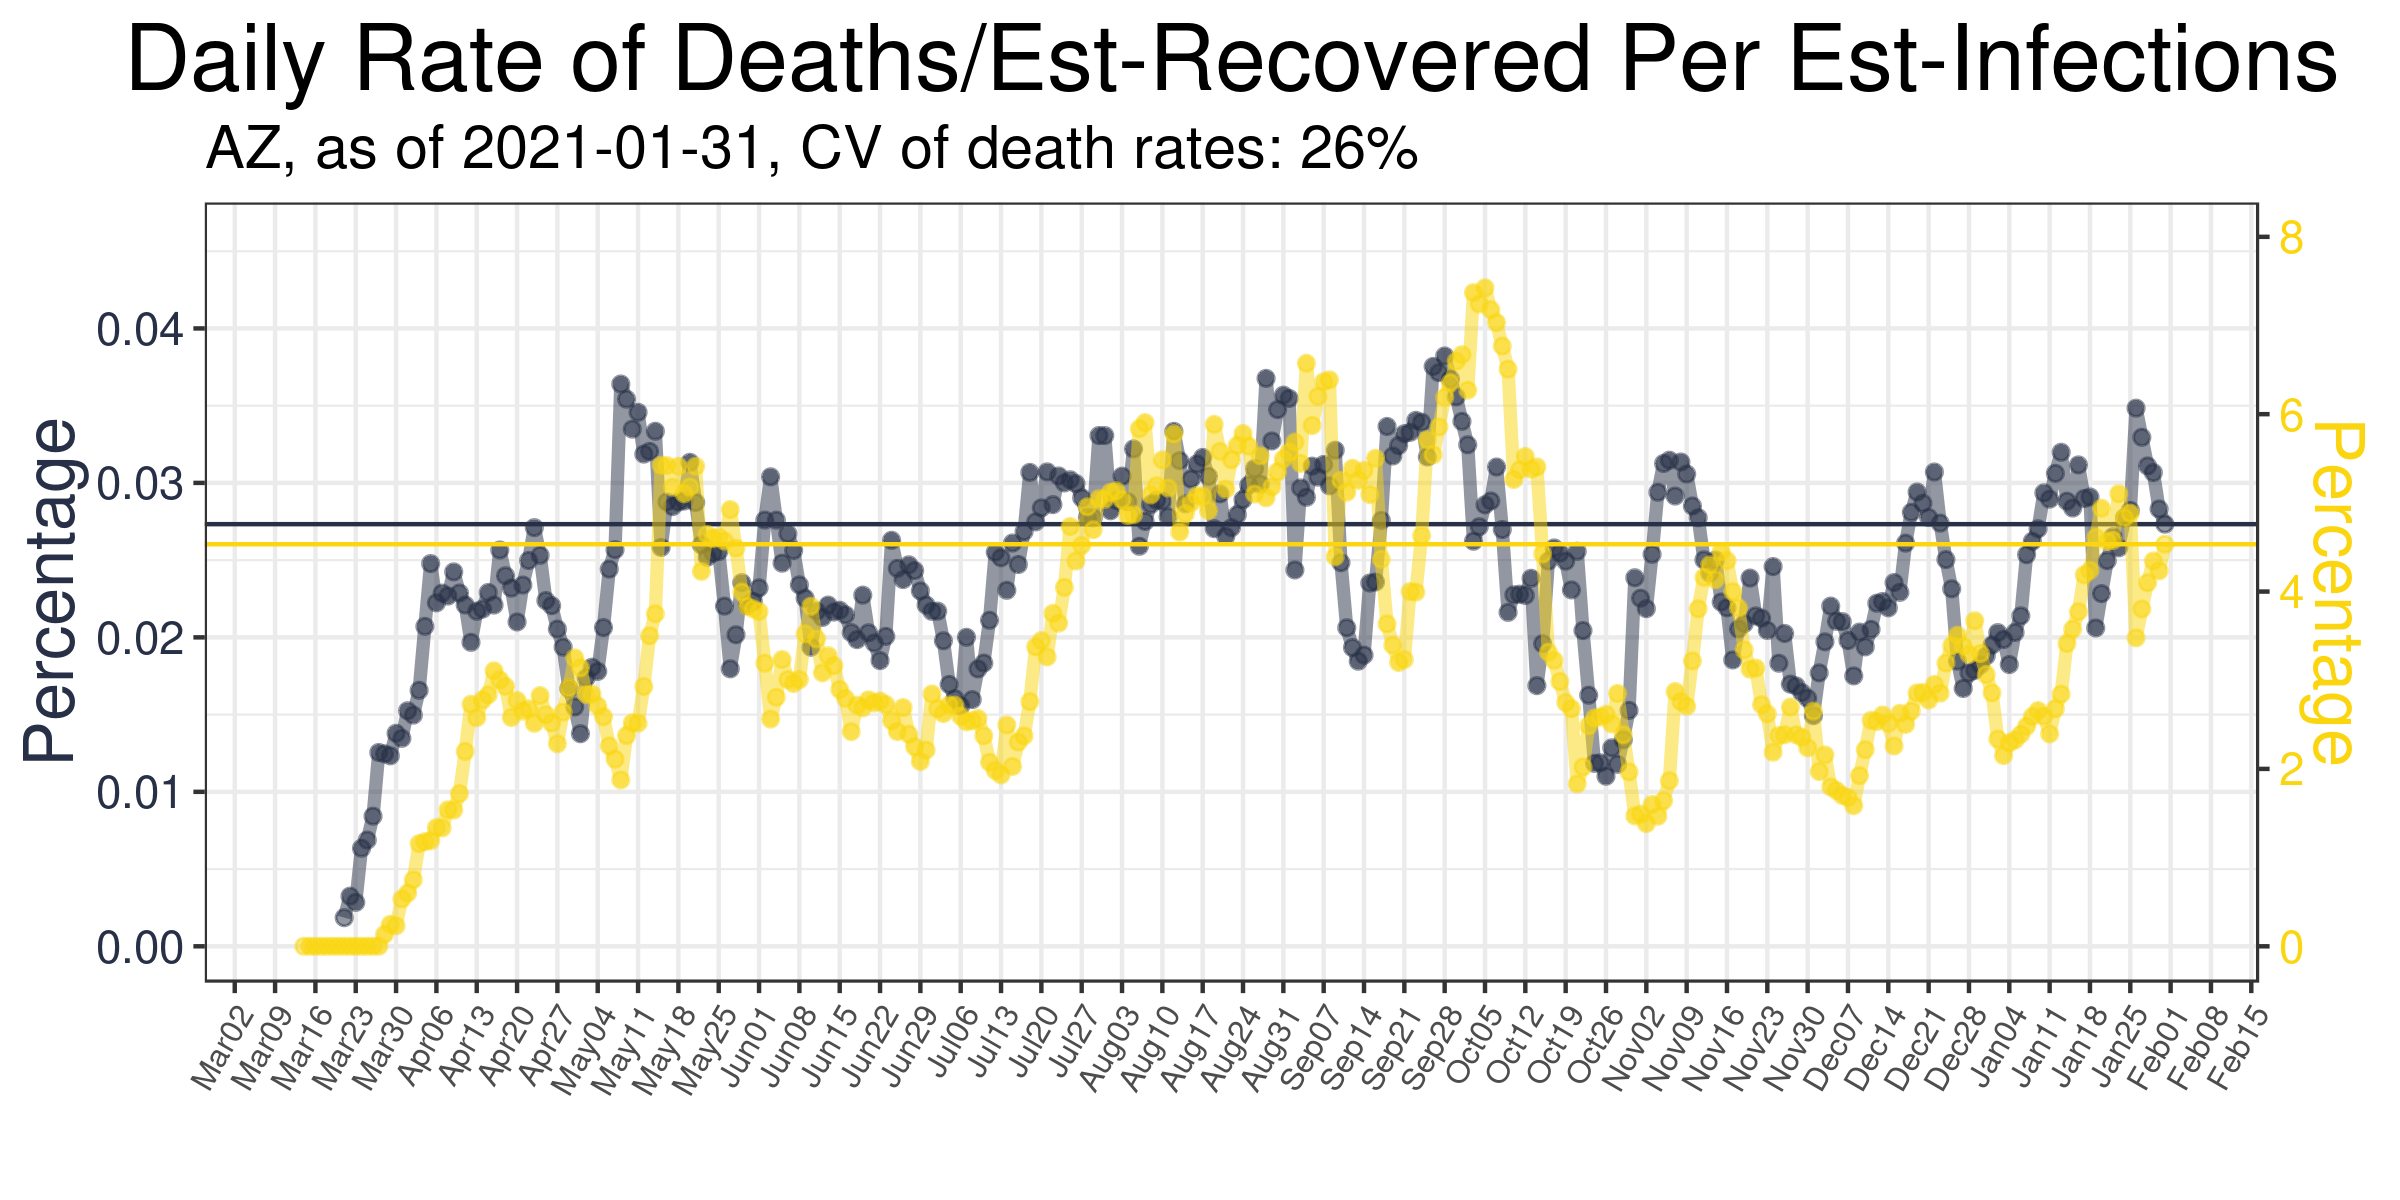 Daily Rate of Deaths/Est-Recovered Per Est-Infections
AZ, as of 2021-01-31, CV of death rates: 26%
Percentage
0.04
0.03
0.02
0.01
0.00
8
6
4
2
0
Percentage
Mar02 Mar09 Mar16 Mar23 Mar30 Apr06 Apr13 Apr20 Apr27 May04 May11 May18 May25 Jun01 Jun08 Jun15 Jun22 Jun29 Jul06 Jul13 Jul20 Jul27 Aug03 Aug10 Aug17 Aug24 Aug31 Sep07 Sep14 Sep21 Sep28 Oct05 Oct12 Oct19 Oct26 Nov02 Nov09 Nov16 Nov23 Nov30 Dec07 Dec14 Dec21 Dec28 Jan04 Jan11 Jan18 Jan25 Feb01 Feb08 Feb15